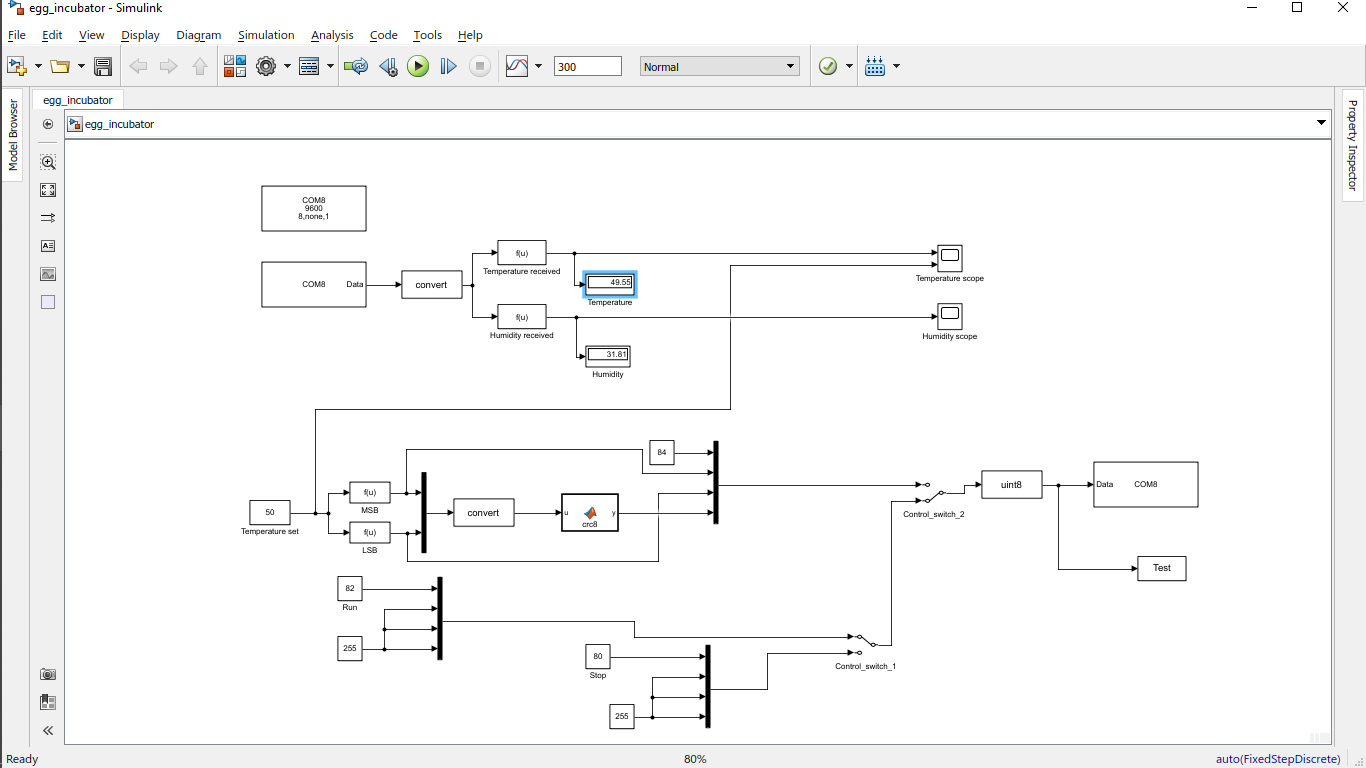 egg_incubator - Simulink
File Edit View Display Diagram Simulation Analysis Code Tools Help
300
Normal
egg_incubator
egg_incubator
Model Browser
Property Inspector
COM8
9600
8,none,1
COM8
Data
convert
f(u)
Temperature received
49.55
Temperature
Temperature scope
f(u)
Humidity received
31.81
Humidity
Humidity scope
84
50
Temperature set
f(u)
MSB
f(u)
LSB
convert
u
y
crc8
Control_switch_2
uint8
Data
COM8
Test
82
Run
255
80
Stop
255
Control_switch_1
Ready
80%
auto(FixedStepDiscrete)